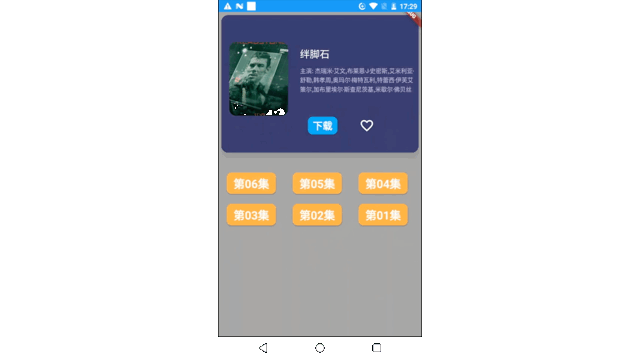 17:29
绊脚石
主演: 杰瑞米·艾文,布莱恩·J·史密斯,艾米利亚·
舒勒,韩孝周,奥玛尔·梅特瓦利,特蕾西·伊芙艾
策尔,加布里埃尔·斯查尼茨基,米歇尔·佛贝丝
下载
第06集 第05集 第04集
第03集 第02集 第01集